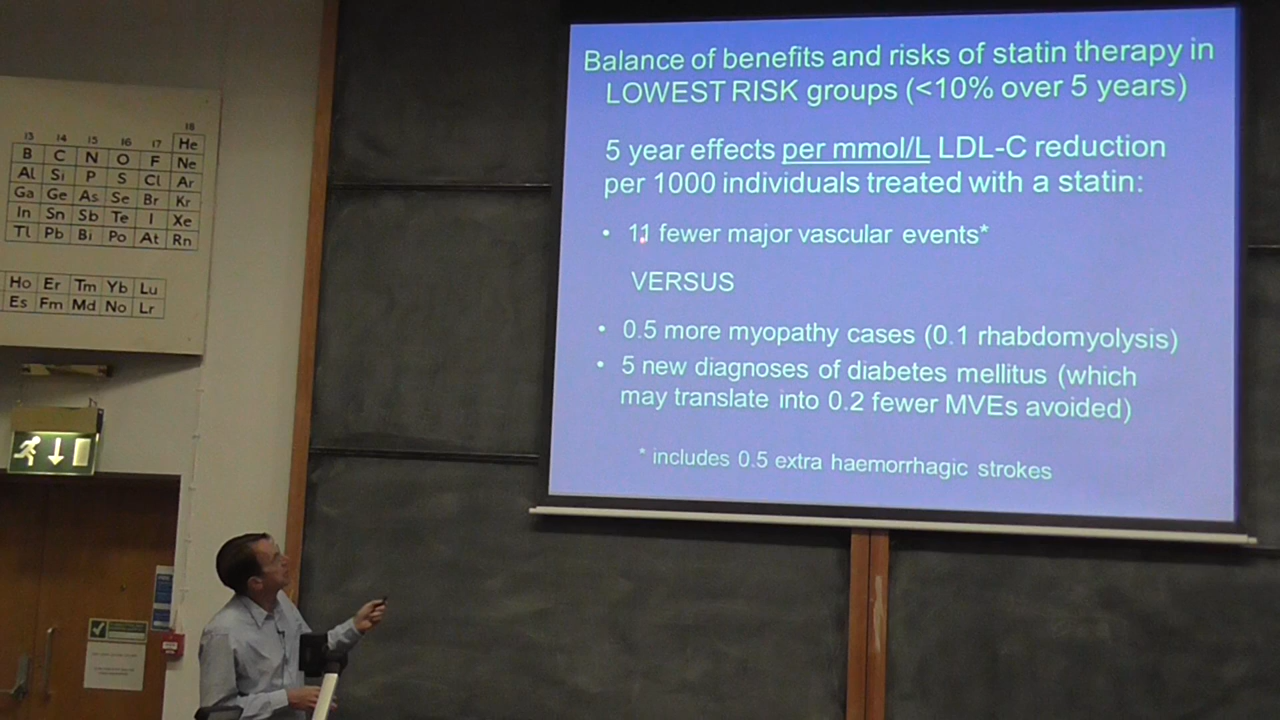 Balance of benefits and risks of statin therapy in
LOWEST RISK groups (<10% over 5 years)
5 year effects per mmol/L LDL-C reduction
per 1000 individuals treated with a statin:
• 11 fewer major vascular events*
VERSUS
• 0.5 more myopathy cases (0.1 rhabdomyolysis)
• 5 new diagnoses of diabetes mellitus (which
may translate into 0.2 fewer MVEs avoided)
* includes 0.5 extra haemorrhagic strokes
13 14 15 16 17 18
He
B C N O F Ne
Al Si P S Cl Ar
Ga Ge As Se Br Kr
In Sn Sb Te I Xe
Tl Pb Bi Po At Rn
Ho Er Tm Yb Lu
Es Fm Md No Lr